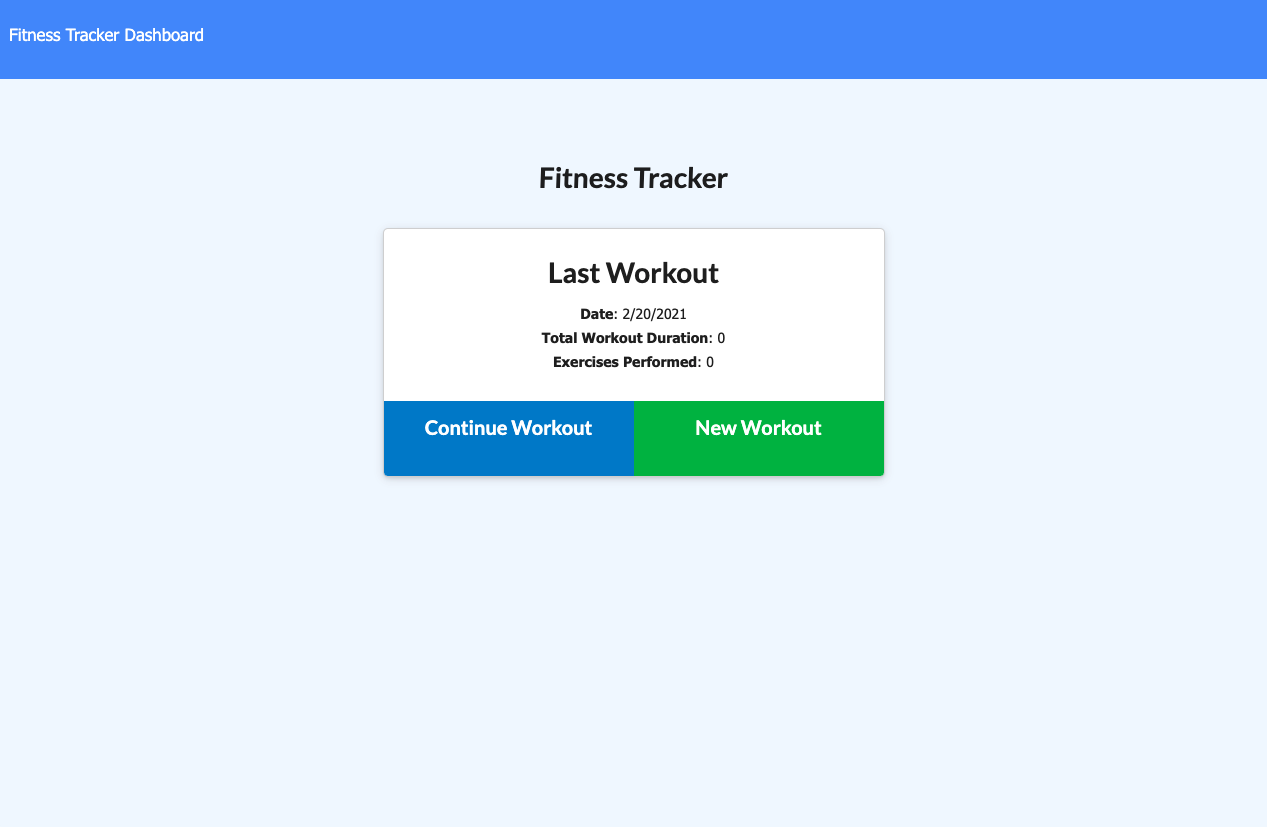 Fitness Tracker Dashboard
Fitness Tracker
Last Workout
Date: 2/20/2021
Total Workout Duration: 0
Exercises Performed: 0
Continue Workout
New Workout